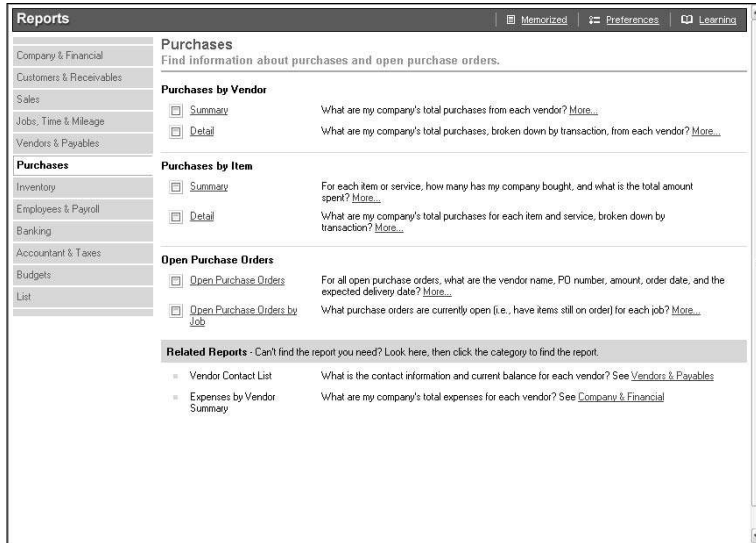 Reports
Memorized
Preferences
Learning
Company & Financial
Customers & Receivables
Sales
Jobs, Time & Mileage
Vendors & Payables
Purchases
Inventory
Employees & Payroll
Banking
Accountant & Taxes
Budgets
List
Purchases
Find information about purchases and open purchase orders.
Purchases by Vendor
Summary
What are my company's total purchases from each vendor? More...
Detail
What are my company's total purchases, broken down by transaction, from each vendor? More...
Purchases by Item
Summary
For each item or service, how many has my company bought, and what is the total amount
spent? More...
Detail
What are my company's total purchases for each item and service, broken down by
transaction? More...
Open Purchase Orders
Open Purchase Orders
For all open purchase orders, what are the vendor name, PO number, amount, order date, and the
expected delivery date? More...
Open Purchase Orders by
Job
What purchase orders are currently open (i.e., have items still on order) for each job? More...
Related Reports - Can't find the report you need? Look here, then click the category to find the report.
Vendor Contact List
What is the contact information and current balance for each vendor? See Vendors & Payables
Expenses by Vendor
Summary
What are my company's total expenses for each vendor? See Company & Financial